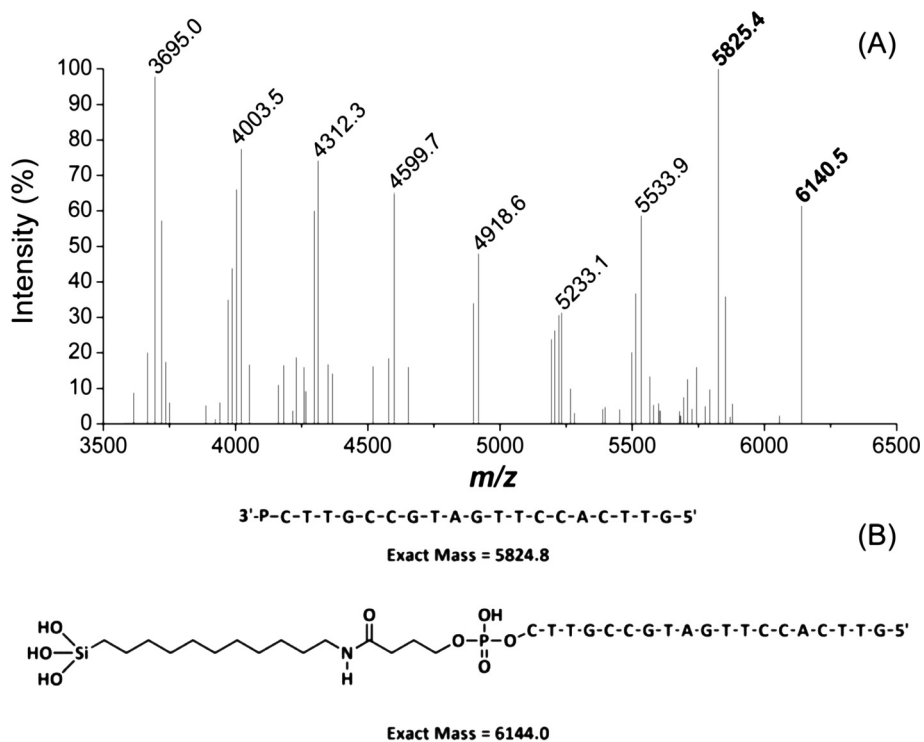 (A)
3695.0
4003.5
4312.3
4599.7
4918.6
5233.1
5533.9
5825.4
6140.5
Intensity (%)
100
90
80
70
60
50
40
30
20
10
0
3500 4000 4500 5000 5500 6000 6500
m/z
3'-P-C-T-T-G-C-C-G-T-A-G-T-T-C-C-A-C-T-T-G-5'
(B)
Exact Mass = 5824.8
HO
HO
HO
Si
N
H
O
O
OH
P
O
O
C-T-T-G-C-C-G-T-A-G-T-T-C-C-A-C-T-T-G-5'
Exact Mass = 6144.0